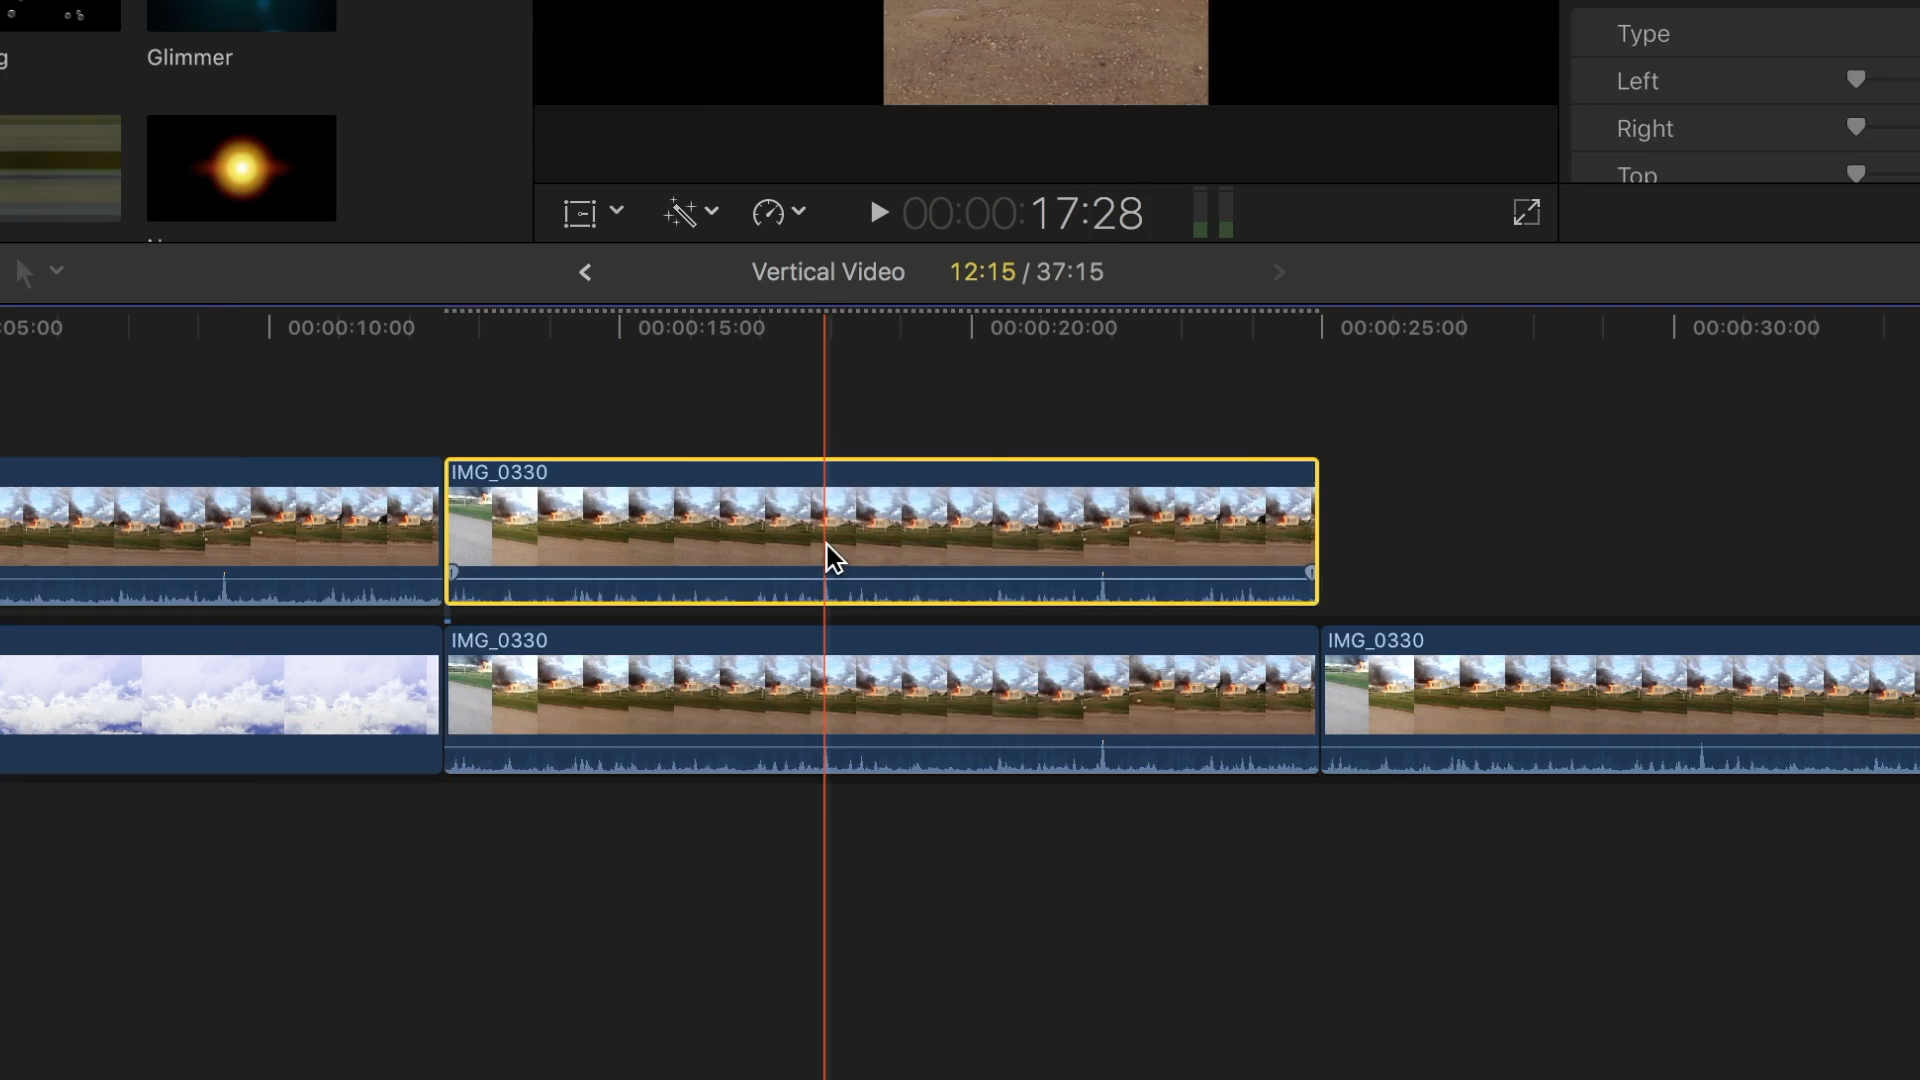 g
Glimmer
Type
Left
Right
Top
00:00:17:28
Vertical Video
12:15 / 37:15
:05:00
00:00:10:00
00:00:15:00
00:00:20:00
00:00:25:00
00:00:30:00
IMG_0330
IMG_0330
IMG_0330